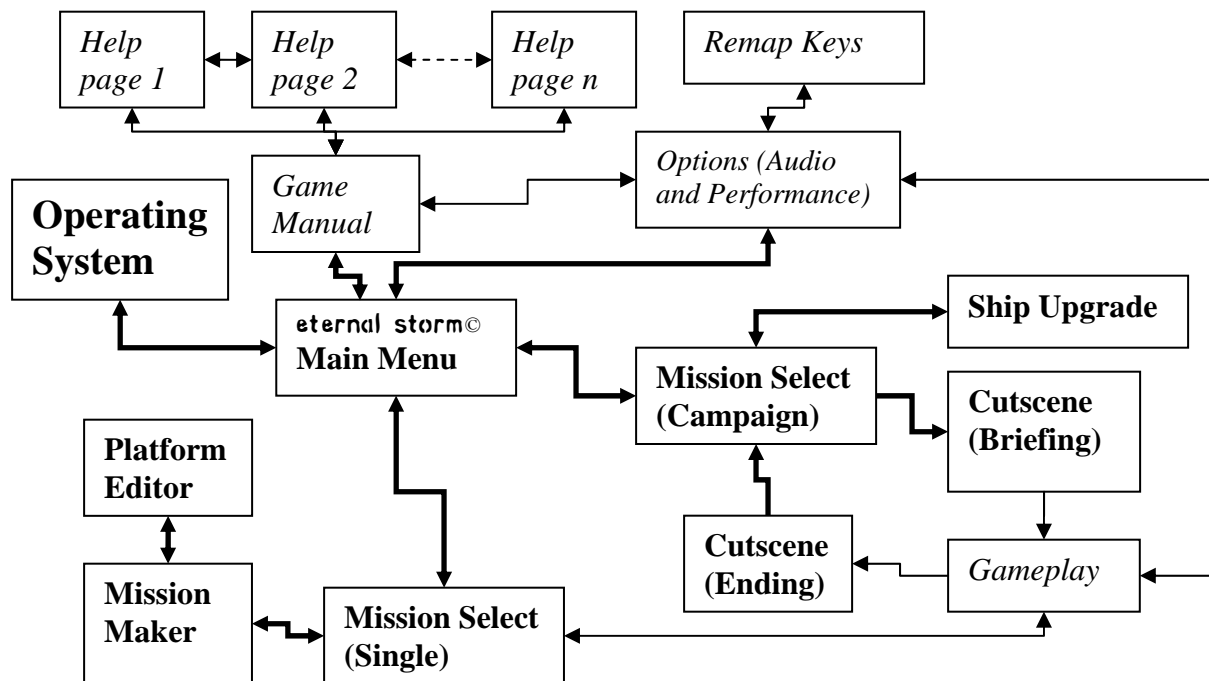 Help
page 1
Help
page 2
Help
page n
Remap Keys
Game
Manual
Options (Audio
and Performance)
Operating
System
eternal storm©
Main Menu
Ship Upgrade
Mission Select
(Campaign)
Cutscene
(Briefing)
Platform
Editor
Cutscene
(Ending)
Gameplay
Mission
Maker
Mission Select
(Single)